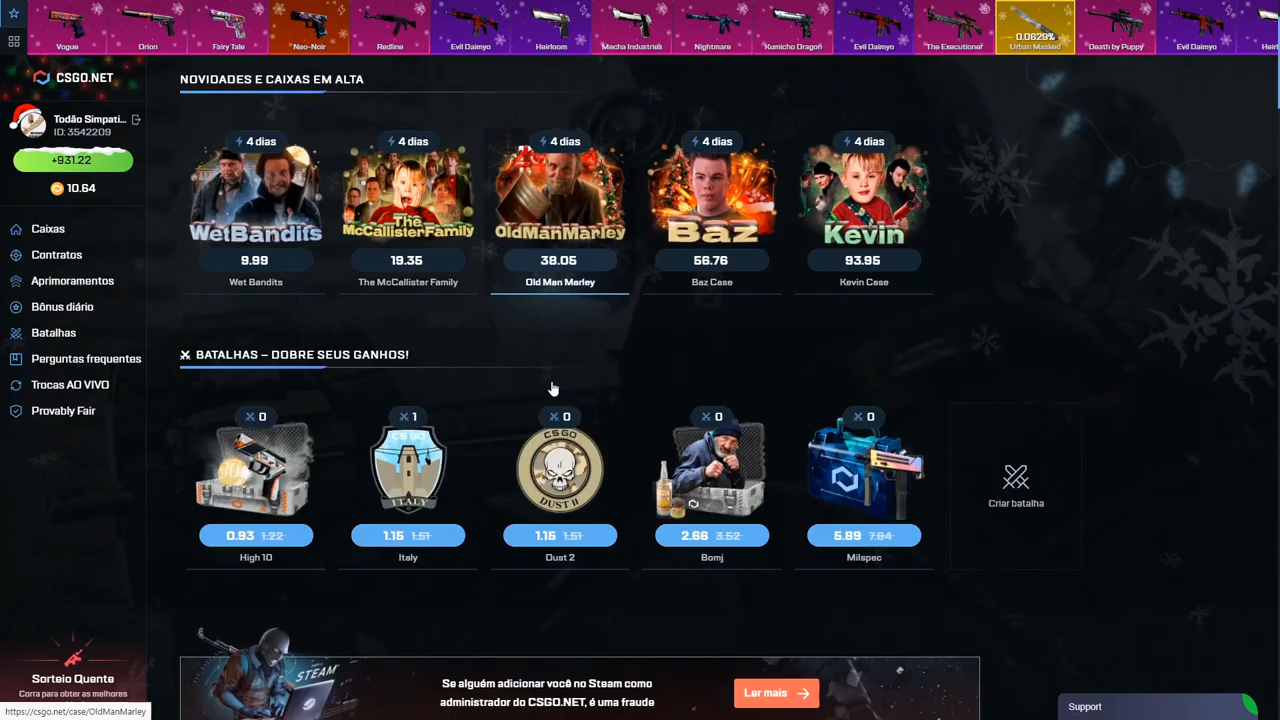 Vogue
Orion
Fairy Tale
Neo-Noir
Redline
Evil Daimyo
Heirloom
Mecha Industries
Nightmare
Kumicho Dragon
Evil Daimyo
The Executioner
0.0629%
Urban Masked
Death by Puppy
Evil Daimyo
CSGO.NET
Todão Simpati...
ID: 3542209
+931.22
10.64
Caixas
Contratos
Aprimoramentos
Bônus diário
Batalhas
Perguntas frequentes
Trocas AO VIVO
Provably Fair
Sorteio Quente
Corra para obter as melhores
https://csgo.net/case/OldManMarley
NOVIDADES E CAIXAS EM ALTA
4 dias
4 dias
4 dias
4 dias
4 dias
WetBandits
The McCallisterFamily
OldManMarley
Baz
Kevin
9.99
19.35
38.05
56.76
93.95
Wet Bandits
The McCallister Family
Old Man Marley
Baz Case
Kevin Case
BATALHAS – DOBRE SEUS GANHOS!
0
1
0
0
0
CS GO
ITALY
CS GO
DUST II
0.93 1.22
1.15 1.51
1.15 1.51
2.66 3.52
5.89 7.84
High 10
Italy
Dust 2
Bomj
Milspec
Criar batalha
STEAM
Se alguém adicionar você no Steam como
administrador do CSGO.NET, é uma fraude
Ler mais
Support